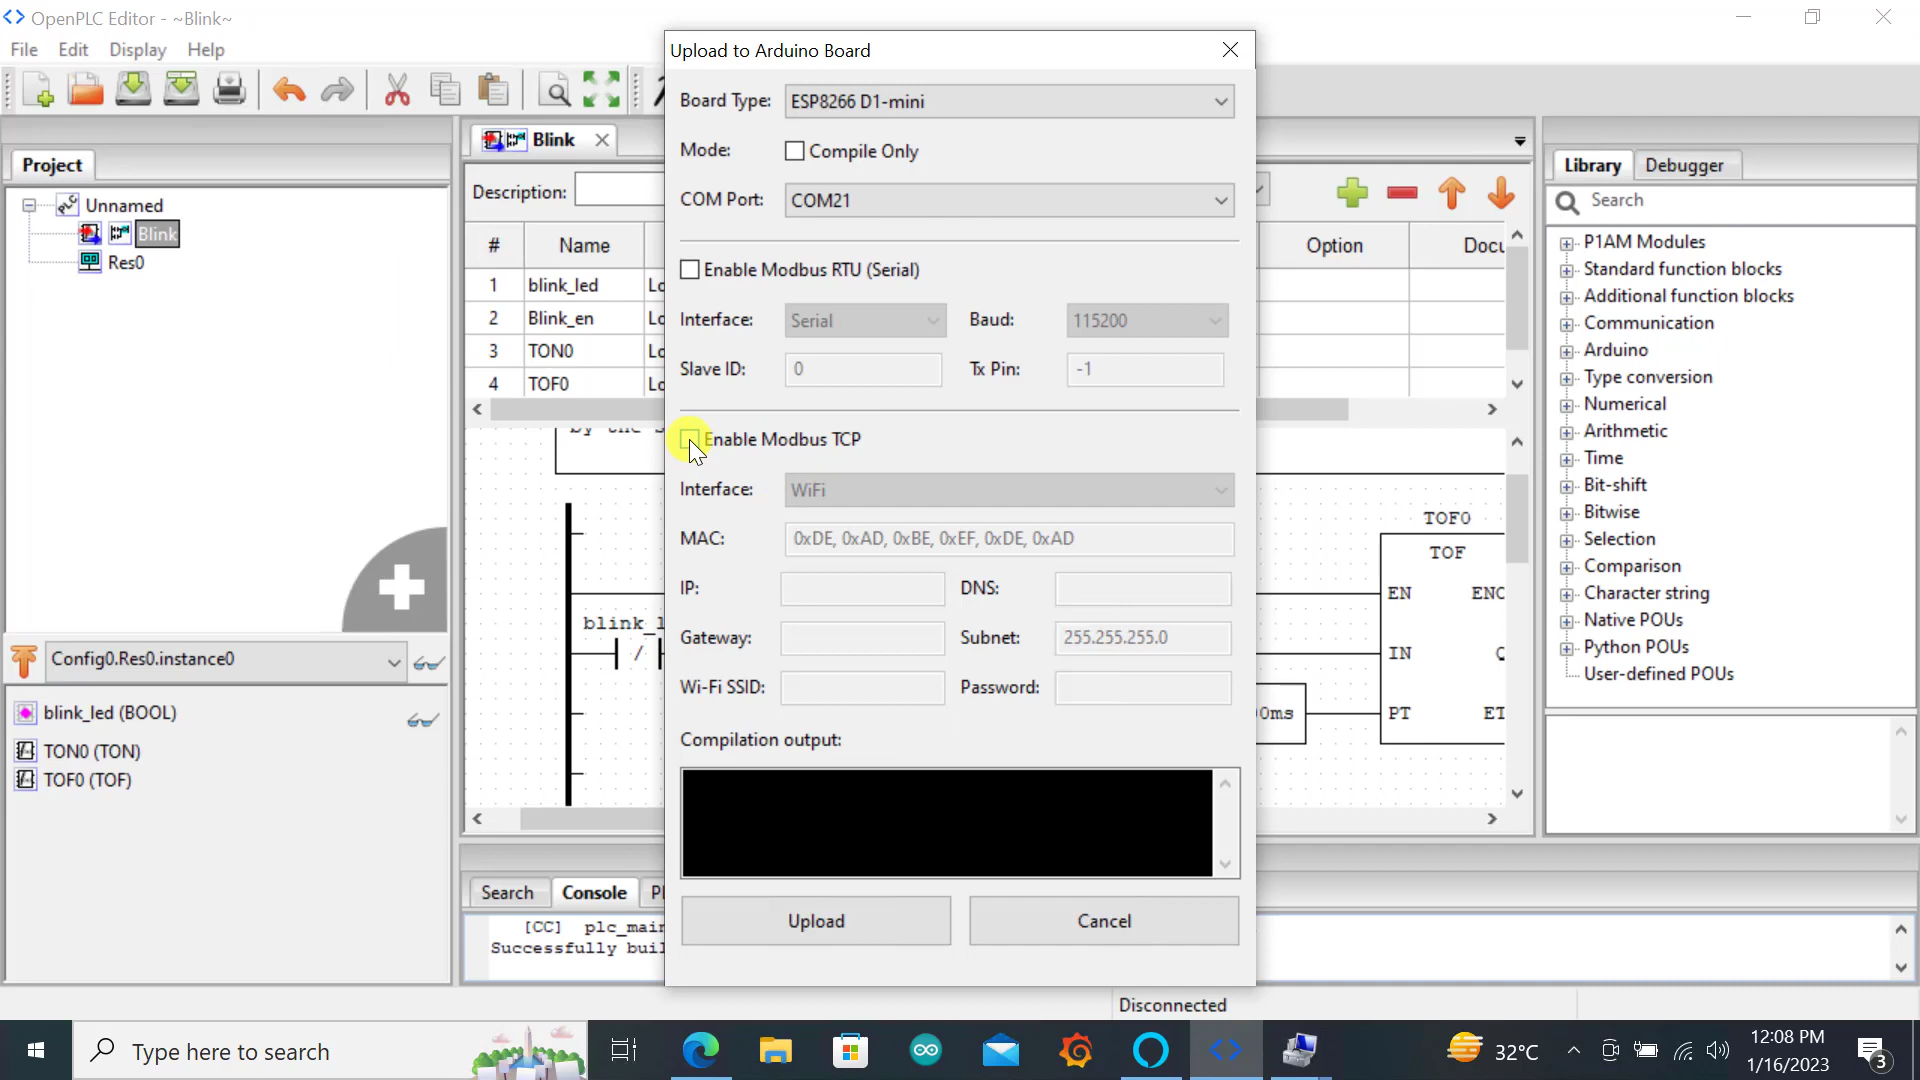 OpenPLC Editor - ~Blink~
File Edit Display Help
Project
Unnamed
Blink
Res0
Config0.Res0.instance0
blink_led (BOOL)
TON0 (TON)
TOF0 (TOF)
Blink
Description:
# Name
1 blink_led
2 Blink_en
3 TON0
4 TOF0
Option
by the
blink_l
/
TOF0
TOF
EN
IN
PT
ET
Search Console
[CC] plc_mai
Successfully buil
Upload to Arduino Board
Board Type: ESP8266 D1-mini
Mode: Compile Only
COM Port: COM21
Enable Modbus RTU (Serial)
Interface: Serial Baud: 115200
Slave ID: 0 Tx Pin: -1
Enable Modbus TCP
Interface: WiFi
MAC: 0xDE, 0xAD, 0xBE, 0xEF, 0xDE, 0xAD
IP: DNS:
Gateway: Subnet: 255.255.255.0
Wi-Fi SSID: Password:
Compilation output:
Upload Cancel
Library Debugger
Search
P1AM Modules
Standard function blocks
Additional function blocks
Communication
Arduino
Type conversion
Numerical
Arithmetic
Time
Bit-shift
Bitwise
Selection
Comparison
Character string
Native POUs
Python POUs
User-defined POUs
Disconnected
Type here to search
32°C
12:08 PM
1/16/2023
3